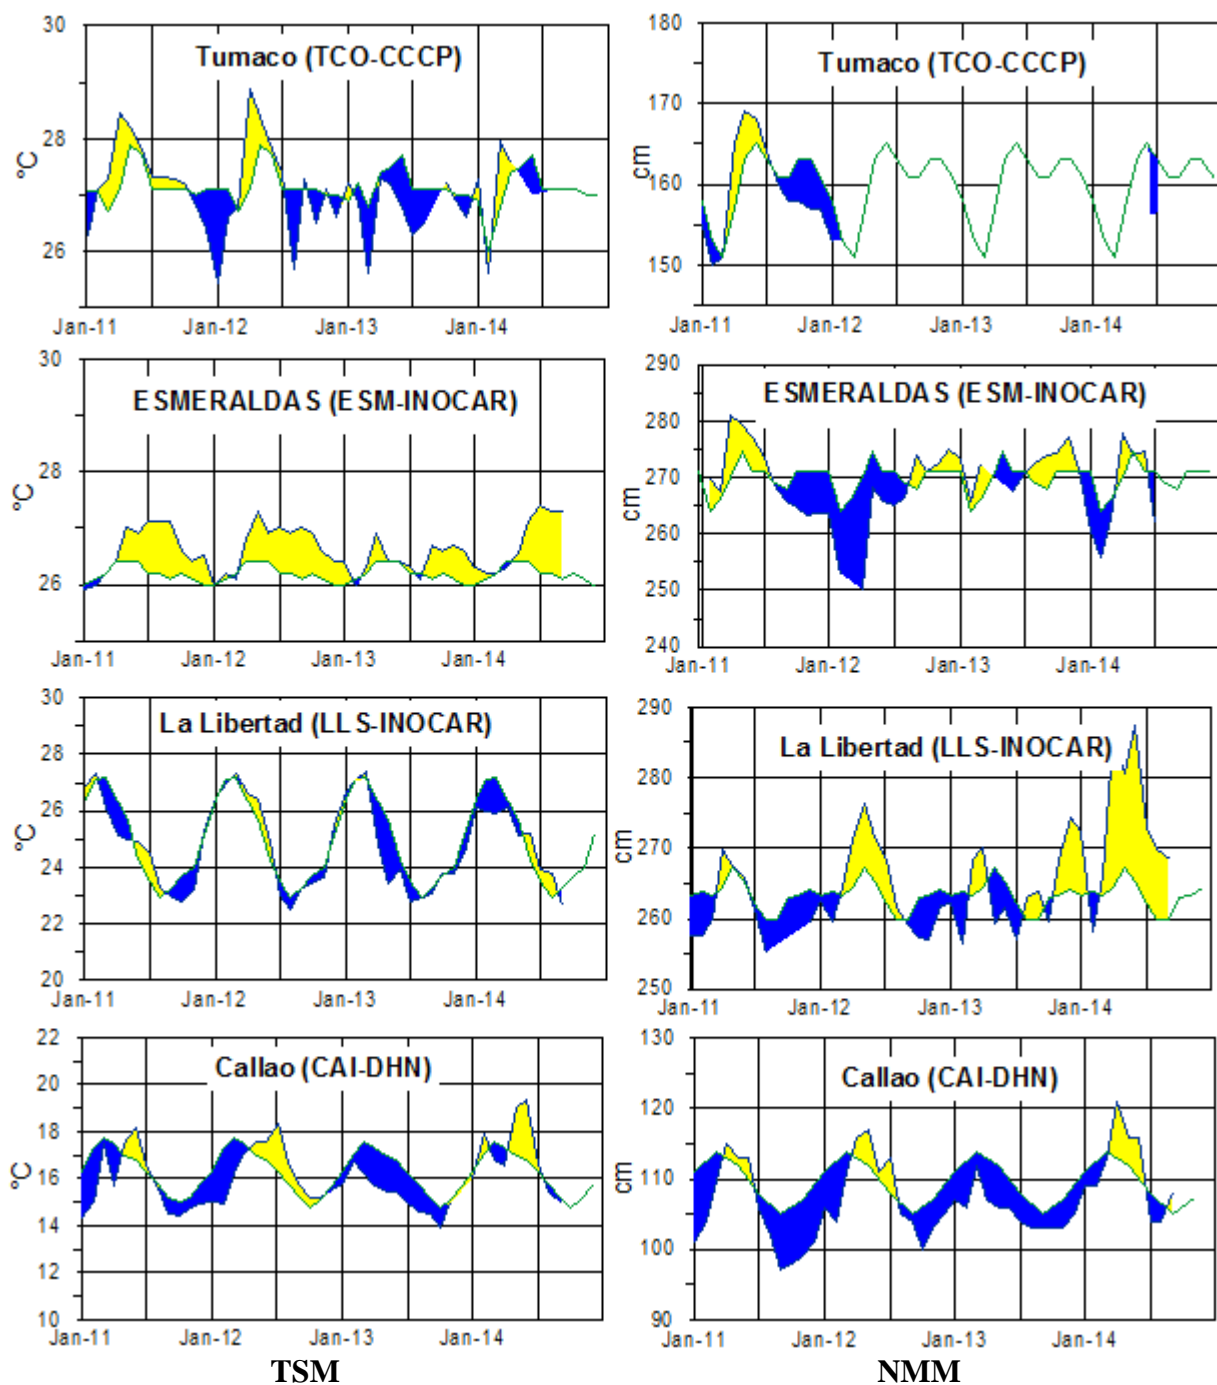 30
Tumaco (TCO-CCCP)
28
°C
26
Jan-11 Jan-12 Jan-13 Jan-14
180
Tumaco (TCO-CCCP)
170
cm
160
150
Jan-11 Jan-12 Jan-13 Jan-14
30
ESMERALDAS (ESM-INOCAR)
28
°C
26
Jan-11 Jan-12 Jan-13 Jan-14
290
ESMERALDAS (ESM-INOCAR)
280
270
cm
260
250
240
Jan-11 Jan-12 Jan-13 Jan-14
30
La Libertad (LLS-INOCAR)
28
26
°C
24
22
20
Jan-11 Jan-12 Jan-13 Jan-14
290
La Libertad (LLS-INOCAR)
280
270
cm
260
250
Jan-11 Jan-12 Jan-13 Jan-14
22
Callao (CAI-DHN)
20
18
°C
16
14
12
10
Jan-11 Jan-12 Jan-13 Jan-14
TSM
130
Callao (CAI-DHN)
120
110
cm
100
90
Jan-11 Jan-12 Jan-13 Jan-14
NMM